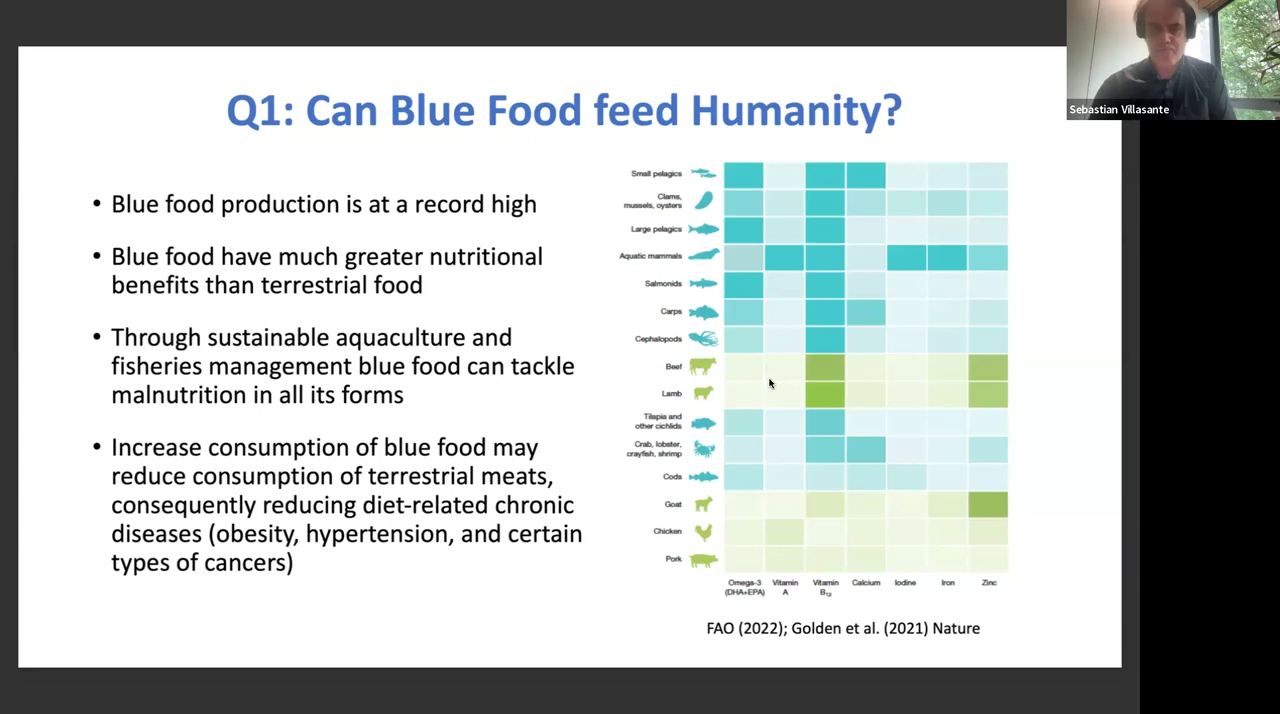 Sebastian Villasante
Q1: Can Blue Food feed Humanity?
• Blue food production is at a record high
• Blue food have much greater nutritional
benefits than terrestrial food
• Through sustainable aquaculture and
fisheries management blue food can tackle
malnutrition in all its forms
• Increase consumption of blue food may
reduce consumption of terrestrial meats,
consequently reducing diet-related chronic
diseases (obesity, hypertension, and certain
types of cancers)
Small pelagics
Clams,
mussels, oysters
Large pelagics
Aquatic mammals
Salmonids
Carps
Cephalopods
Beef
Lamb
Tilapia and
other cichlids
Crab, lobster,
crayfish, shrimp
Cods
Goat
Chicken
Pork
Omega-3 Vitamin Vitamin Calcium Iodine Iron Zinc
(DHA+EPA) A B₁₂
FAO (2022); Golden et al. (2021) Nature